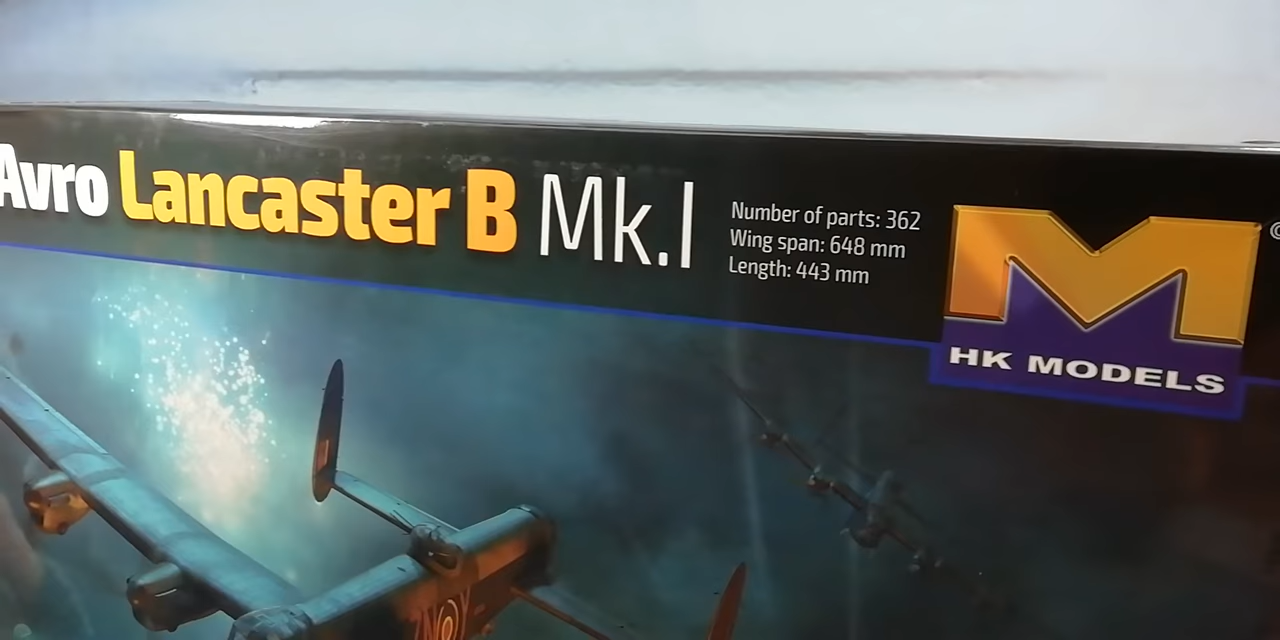 Avro Lancaster B Mk.I
Number of parts: 362
Wing span: 648 mm
Length: 443 mm
HK MODELS